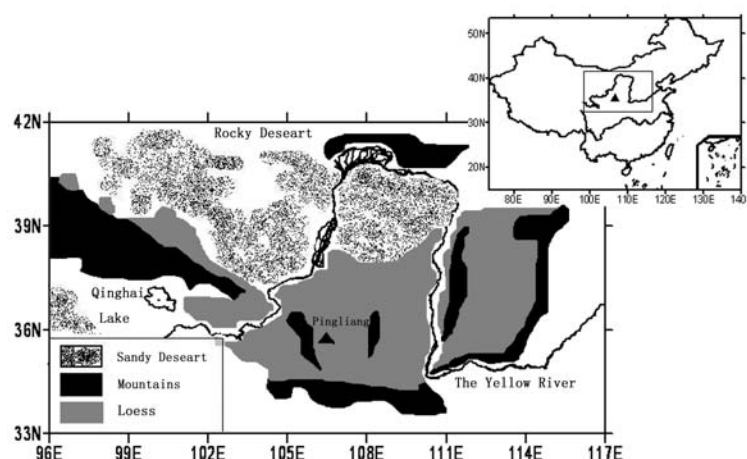 50N
40N
30N
20N
80E 90E 100E 110E 120E 130E 140
42N
39N
36N
33N
Rocky Deseart
Qinghai
Lake
Pingliang
The Yellow River
Sandy Deseart
Mountains
Loess
96E 99E 102E 105E 108E 111E 114E 117E